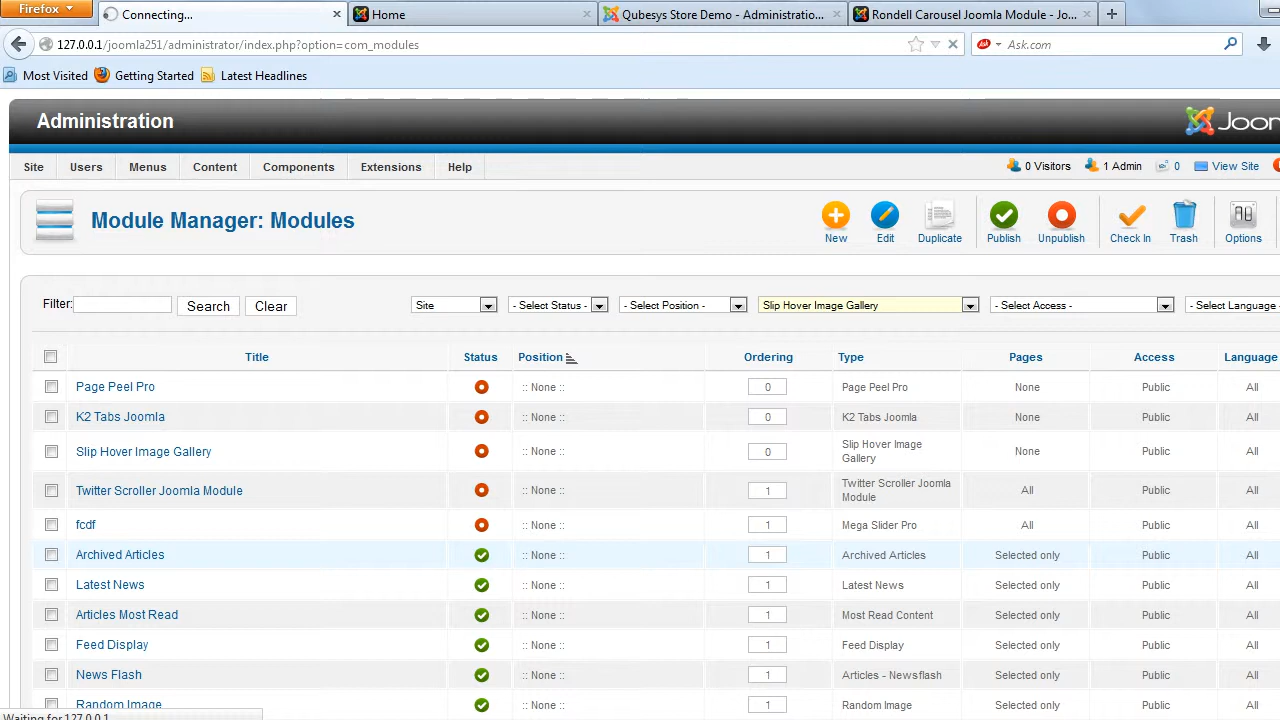 Firefox
Connecting...
Home
Qubesys Store Demo - Administratio...
Rondell Carousel Joomla Module - Jo...
127.0.0.1/joomla251/administrator/index.php?option=com_modules
Ask.com
Most Visited
Getting Started
Latest Headlines
Administration
Joom
Site
Users
Menus
Content
Components
Extensions
Help
0 Visitors
1 Admin
0
View Site
Module Manager: Modules
New
Edit
Duplicate
Publish
Unpublish
Check In
Trash
Options
Filter:
Search
Clear
Site
- Select Status -
- Select Position -
Slip Hover Image Gallery
- Select Access -
- Select Language -
Title Status Position Ordering Type Pages Access Language
Page Peel Pro :: None :: 0 Page Peel Pro None Public All
K2 Tabs Joomla :: None :: 0 K2 Tabs Joomla None Public All
Slip Hover Image Gallery :: None :: 0 Slip Hover Image Gallery None Public All
Twitter Scroller Joomla Module :: None :: 1 Twitter Scroller Joomla Module All Public All
fcdf :: None :: 1 Mega Slider Pro All Public All
Archived Articles :: None :: 1 Archived Articles Selected only Public All
Latest News :: None :: 1 Latest News Selected only Public All
Articles Most Read :: None :: 1 Most Read Content Selected only Public All
Feed Display :: None :: 1 Feed Display Selected only Public All
News Flash :: None :: 1 Articles - Newsflash Selected only Public All
Random Image :: None :: 1 Random Image Selected only Public All
Waiting for 127.0.0.1